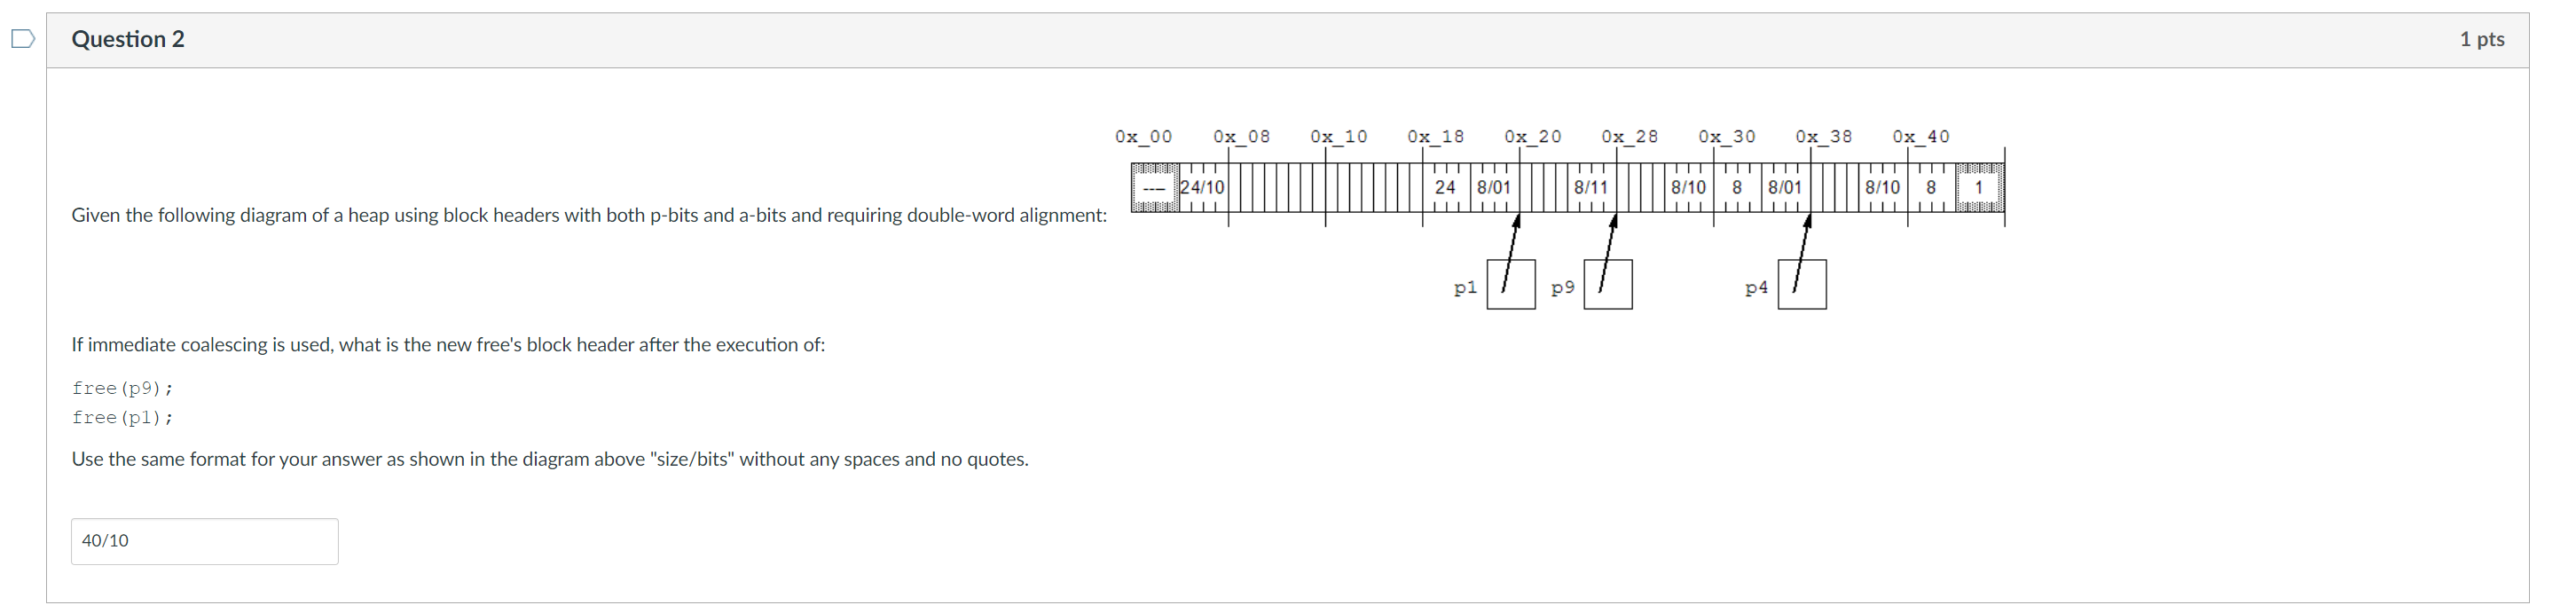 Question 2
1 pts
0x_00 0x_08 0x_10 0x_18 0x_20 0x_28 0x_30 0x_38 0x_40
--- 24/10 24 8/01 8/11 8/10 8 8/01 8/10 8 1
Given the following diagram of a heap using block headers with both p-bits and a-bits and requiring double-word alignment:
p1 p9 p4
If immediate coalescing is used, what is the new free's block header after the execution of:
free(p9);
free(p1);
Use the same format for your answer as shown in the diagram above "size/bits" without any spaces and no quotes.
40/10